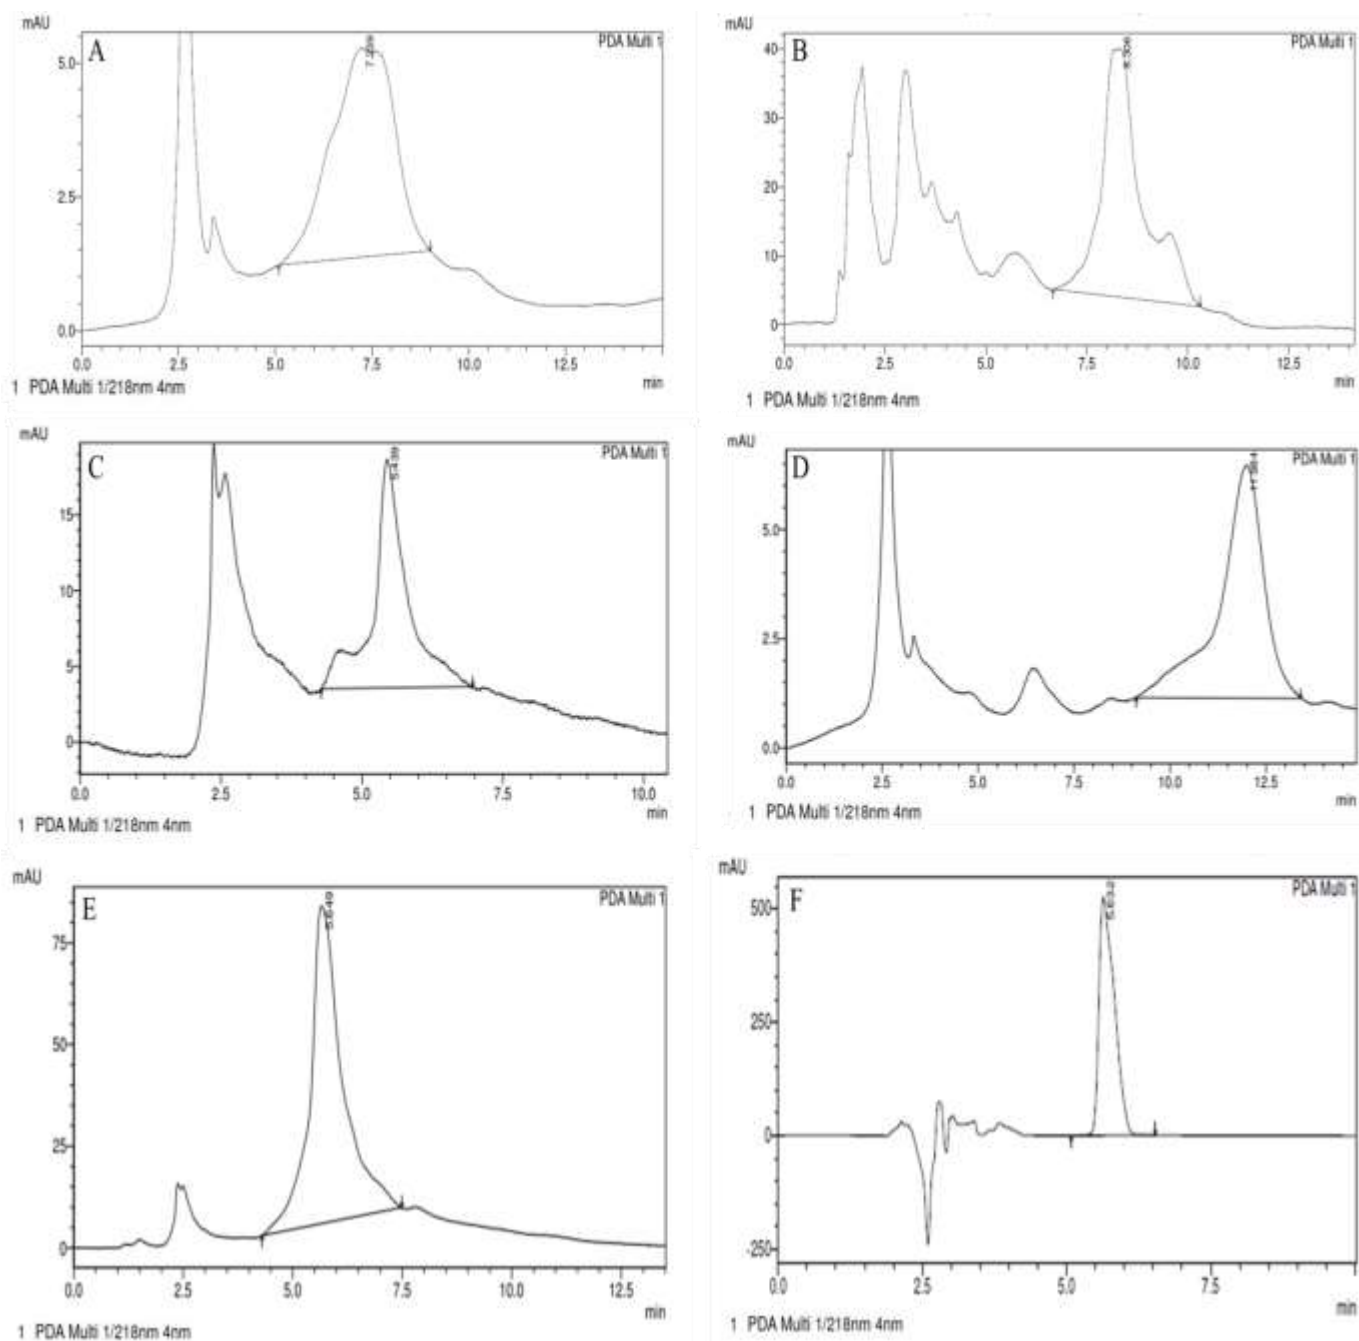 mAU
A
PDA Multi 1
7.259
5.0
2.5
0.0
0.0 2.5 5.0 7.5 10.0 12.5
min
1 PDA Multi 1/218nm 4nm
mAU
B
PDA Multi 1
40
30
20
10
0
0.0 2.5 5.0 7.5 10.0 12.5
min
1 PDA Multi 1/218nm 4nm
mAU
C
PDA Multi 1
5.439
15
10
5
0
0.0 2.5 5.0 7.5 10.0
min
1 PDA Multi 1/218nm 4nm
mAU
D
PDA Multi 1
5.0
2.5
0.0
0.0 2.5 5.0 7.5 10.0 12.5
min
1 PDA Multi 1/218nm 4nm
mAU
E
PDA Multi 1
5.649
75
50
25
0
0.0 2.5 5.0 7.5 10.0 12.5
min
1 PDA Multi 1/218nm 4nm
mAU
F
PDA Multi 1
5.632
500
250
0
-250
0.0 2.5 5.0 7.5
min
1 PDA Multi 1/218nm 4nm